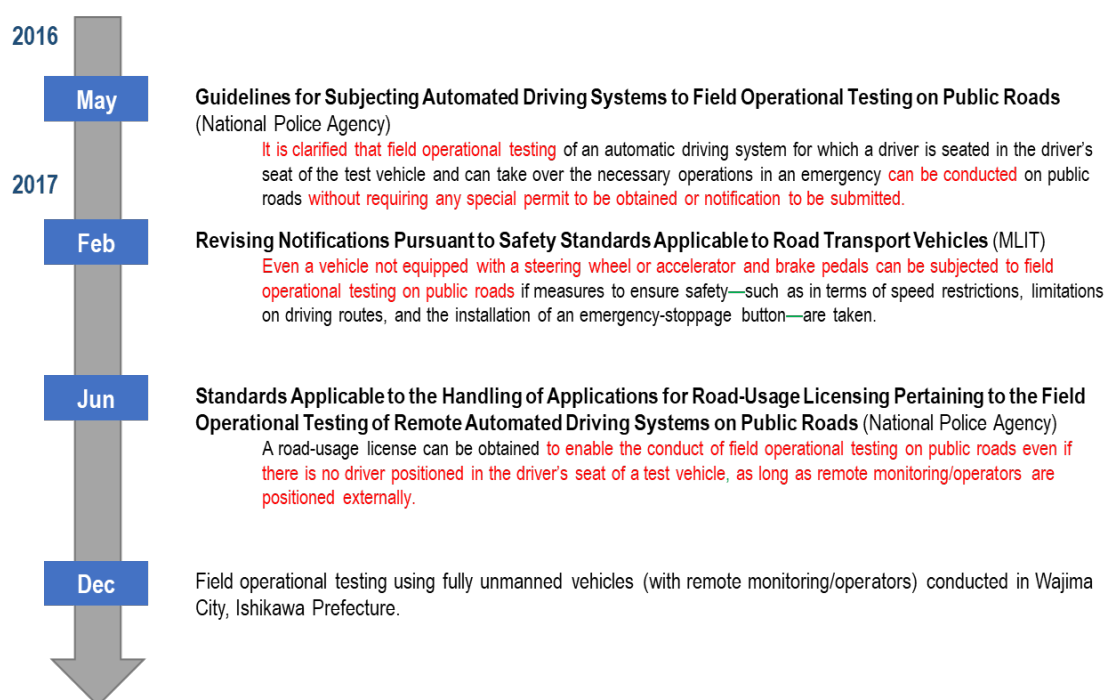 2016
May
Guidelines for Subjecting Automated Driving Systems to Field Operational Testing on Public Roads
(National Police Agency)
It is clarified that field operational testing of an automatic driving system for which a driver is seated in the driver's
seat of the test vehicle and can take over the necessary operations in an emergency can be conducted on public
roads without requiring any special permit to be obtained or notification to be submitted.
2017
Feb
Revising Notifications Pursuant to Safety Standards Applicable to Road Transport Vehicles (MLIT)
Even a vehicle not equipped with a steering wheel or accelerator and brake pedals can be subjected to field
operational testing on public roads if measures to ensure safety—such as in terms of speed restrictions, limitations
on driving routes, and the installation of an emergency-stoppage button—are taken.
Jun
Standards Applicable to the Handling of Applications for Road-Usage Licensing Pertaining to the Field
Operational Testing of Remote Automated Driving Systems on Public Roads (National Police Agency)
A road-usage license can be obtained to enable the conduct of field operational testing on public roads even if
there is no driver positioned in the driver's seat of a test vehicle, as long as remote monitoring/operators are
positioned externally.
Dec
Field operational testing using fully unmanned vehicles (with remote monitoring/operators) conducted in Wajima
City, Ishikawa Prefecture.